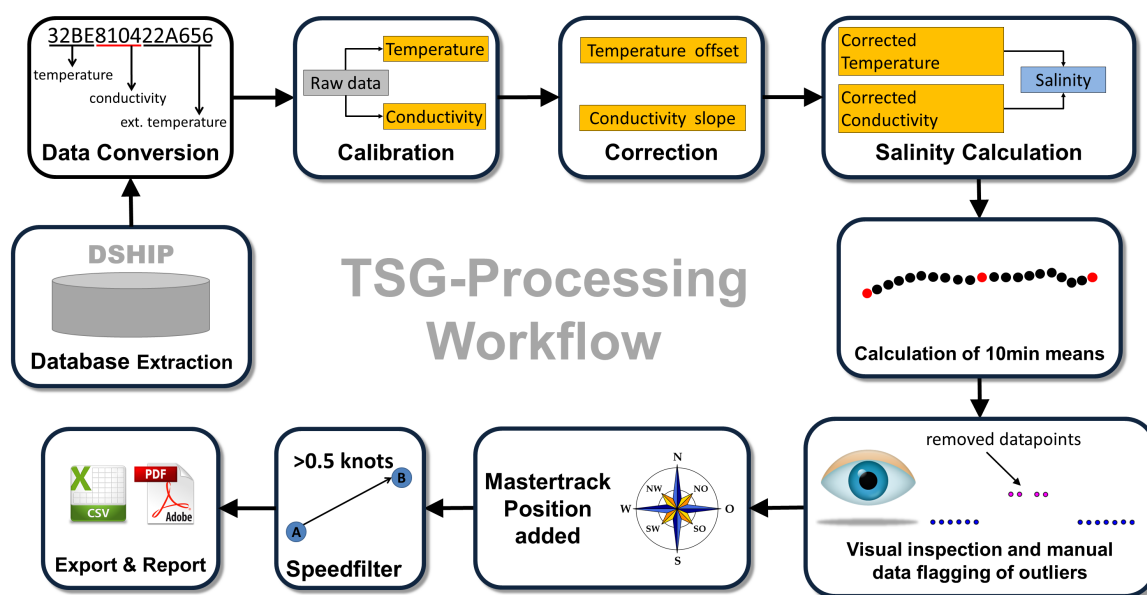 32BE810422A656
temperature
conductivity
ext. temperature
Data Conversion
Raw data
Temperature
Conductivity
Calibration
Temperature offset
Conductivity slope
Correction
Corrected
Temperature
Corrected
Conductivity
Salinity
Salinity Calculation
DSHIP
Database Extraction
TSG-Processing
Workflow
Calculation of 10min means
removed datapoints
Visual inspection and manual
data flagging of outliers
Mastertrack
Position
added
N
NW
NO
W
O
SW
SO
S
>0.5 knots
B
A
Speedfilter
X
CSV
PDF
Adobe
Export & Report